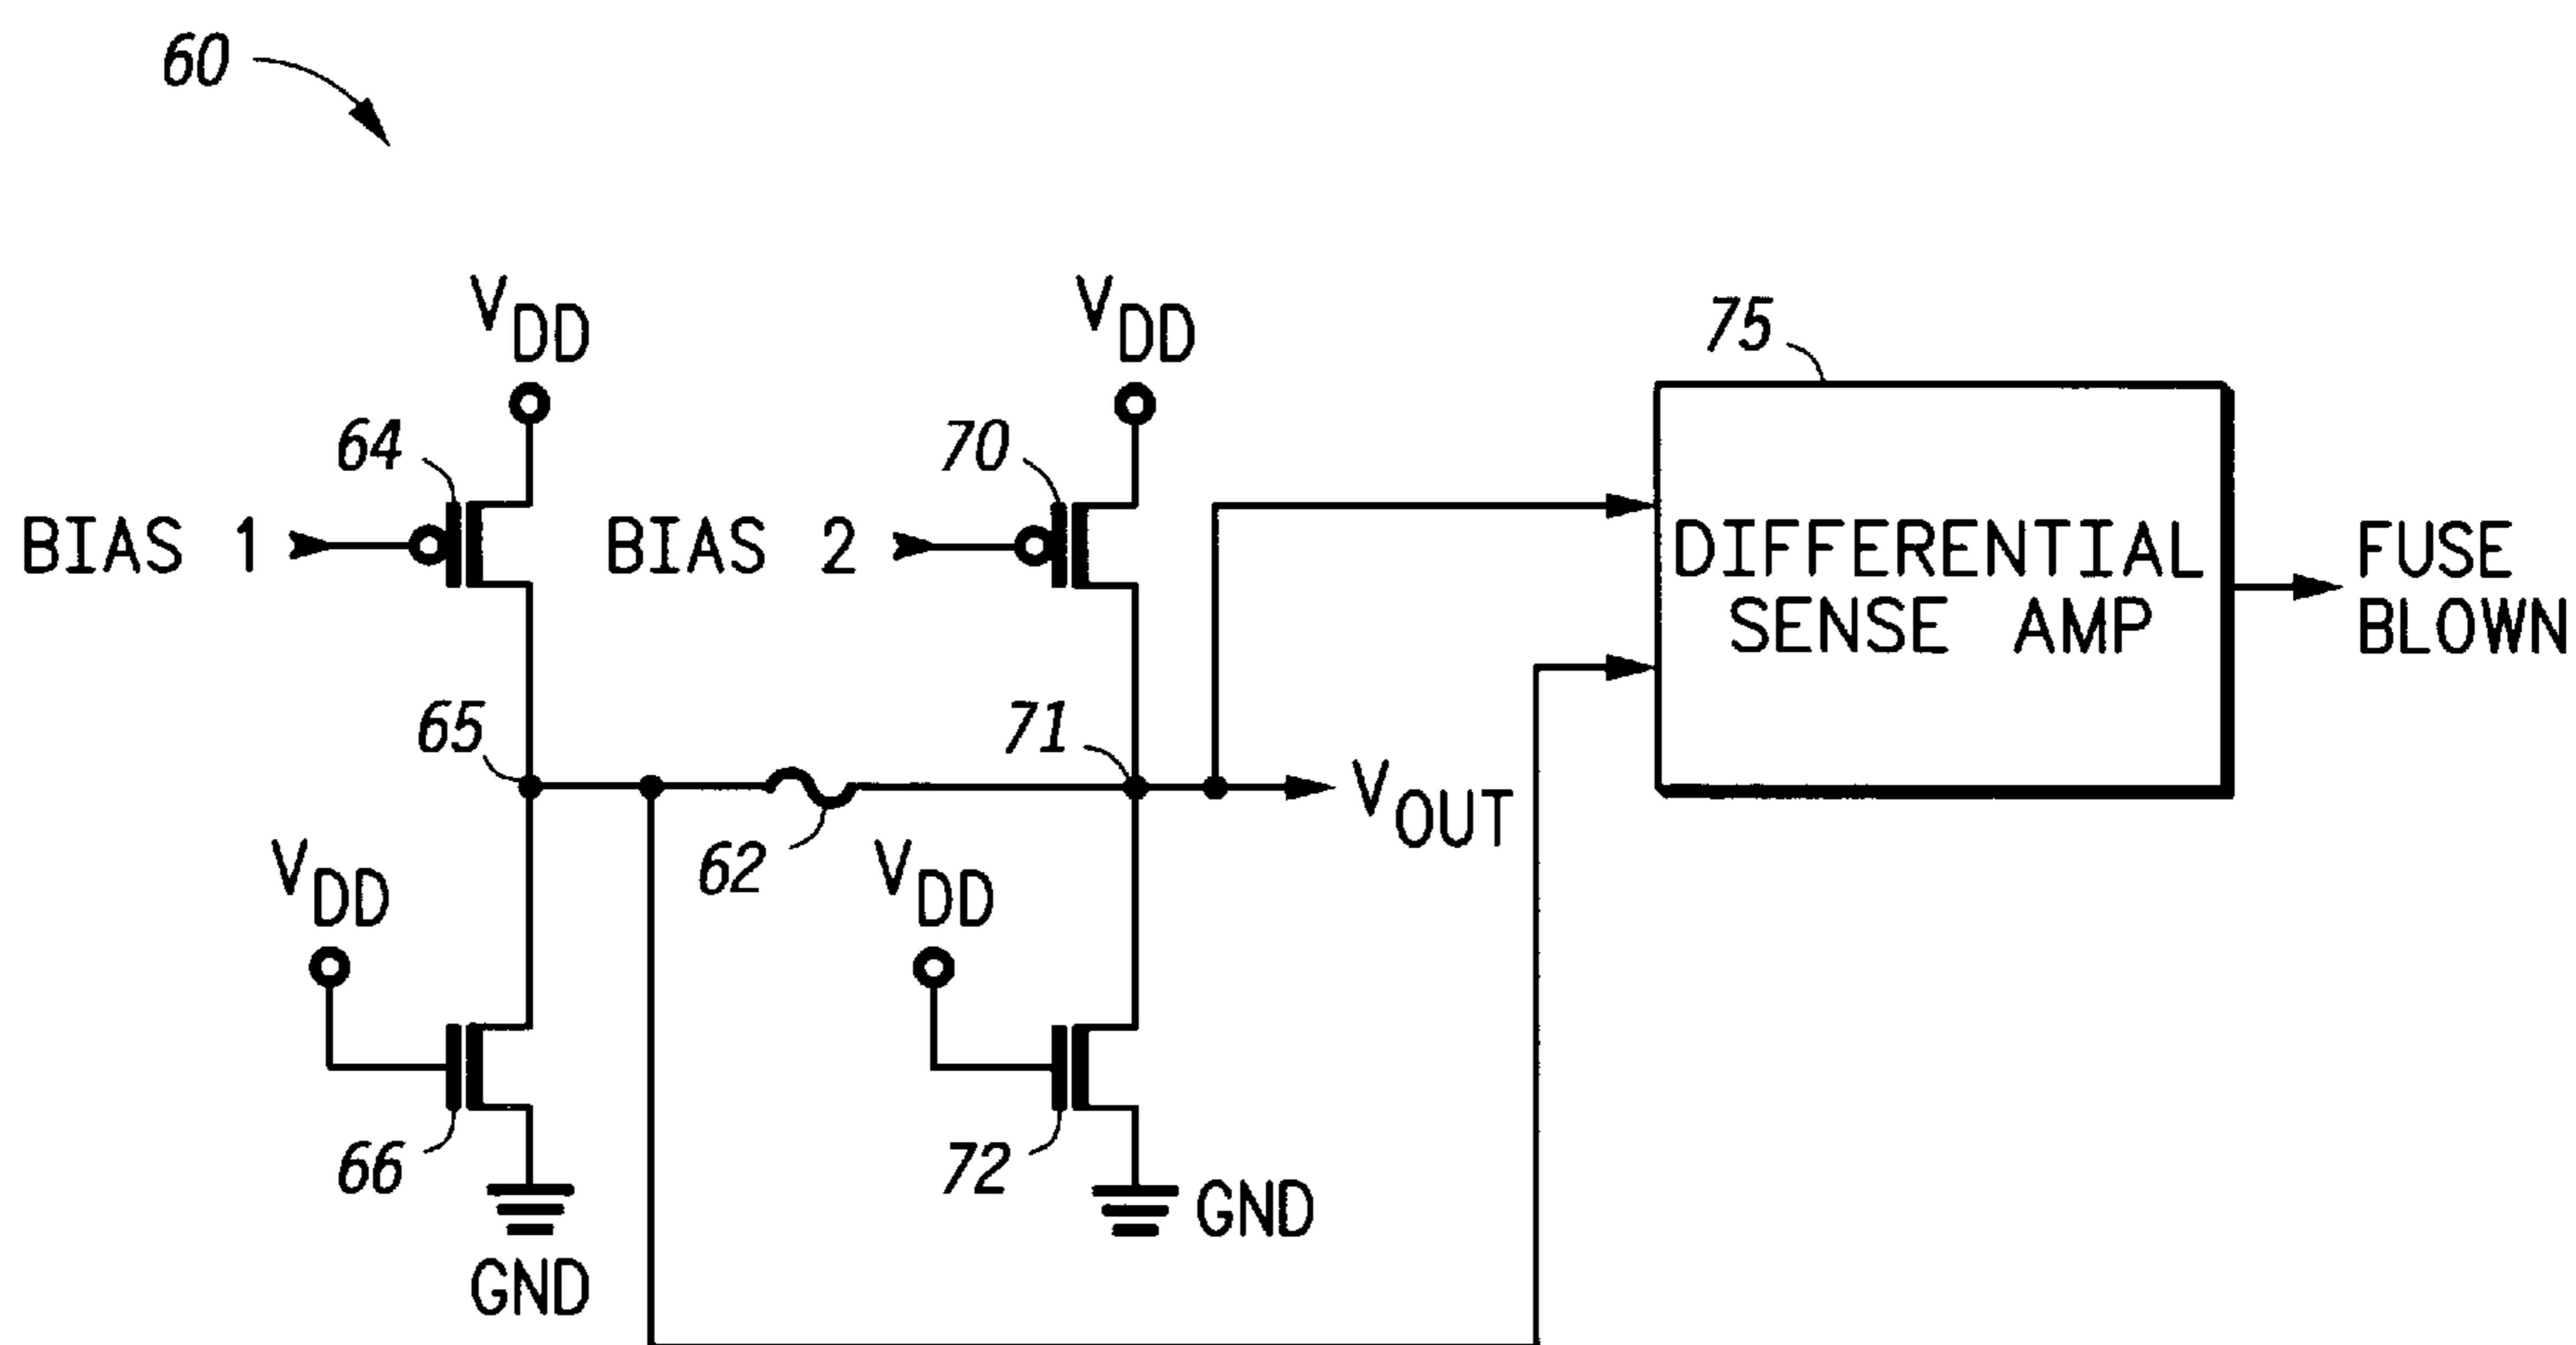 60
VDD
VDD
75
64
70
BIAS 1
BIAS 2
DIFFERENTIAL
SENSE AMP
FUSE
BLOWN
65
71
VOUT
62
VDD
VDD
66
72
GND
GND